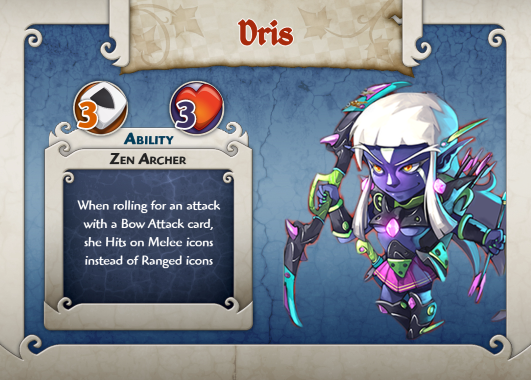 Dris
3
3
Ability
Zen Archer
When rolling for an attack
with a Bow Attack card,
she Hits on Melee icons
instead of Ranged icons